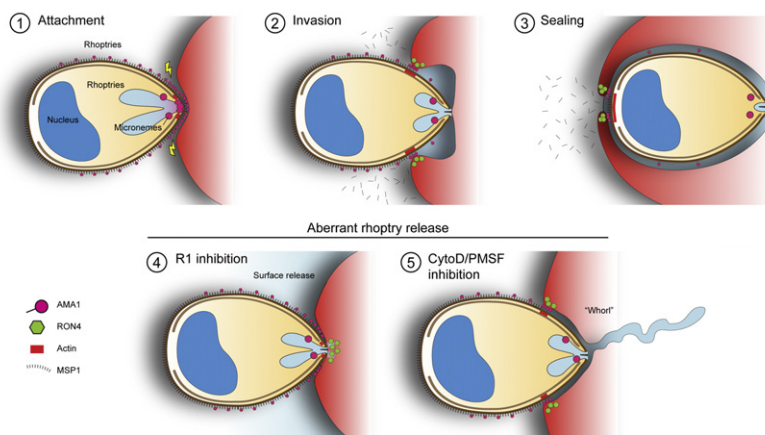 1 Attachment
Rhoptries
Rhoptries
Nucleus
Micronemes
2 Invasion
3 Sealing
Aberrant rhoptry release
4 R1 inhibition
Surface release
5 CytoD/PMSF
inhibition
"Whorl"
AMA1
RON4
Actin
MSP1